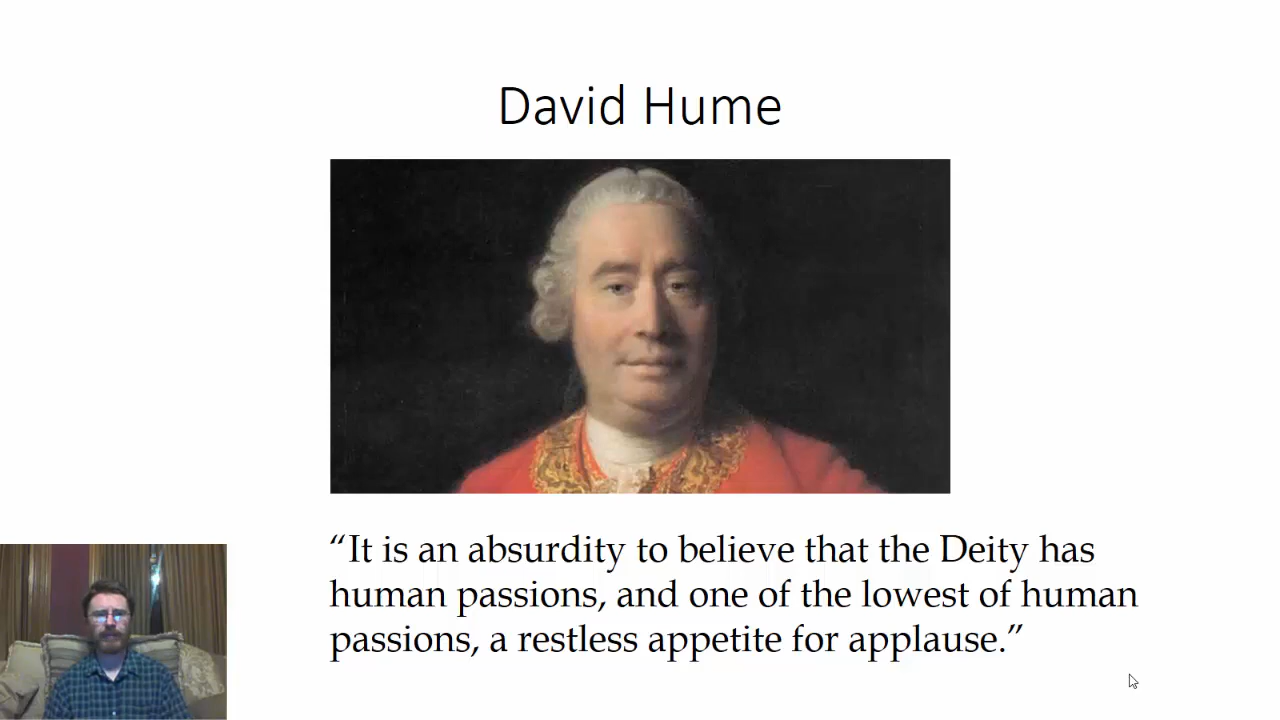 David Hume
“It is an absurdity to believe that the Deity has
human passions, and one of the lowest of human
passions, a restless appetite for applause.”